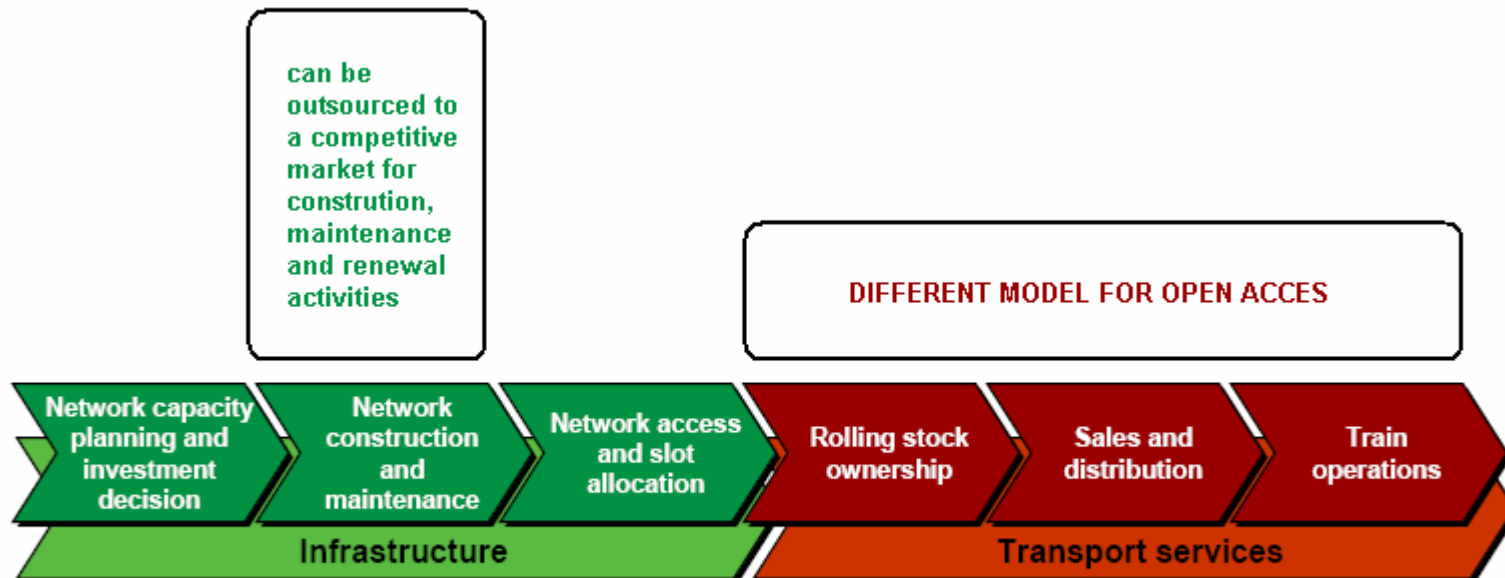 can be
outsourced to
a competitive
market for
constrution,
maintenance
and renewal
activities
DIFFERENT MODEL FOR OPEN ACCES
Network capacity
planning and
investment
decision
Network
construction
and
maintenance
Network access
and slot
allocation
Rolling stock
ownership
Sales and
distribution
Train
operations
Infrastructure
Transport services